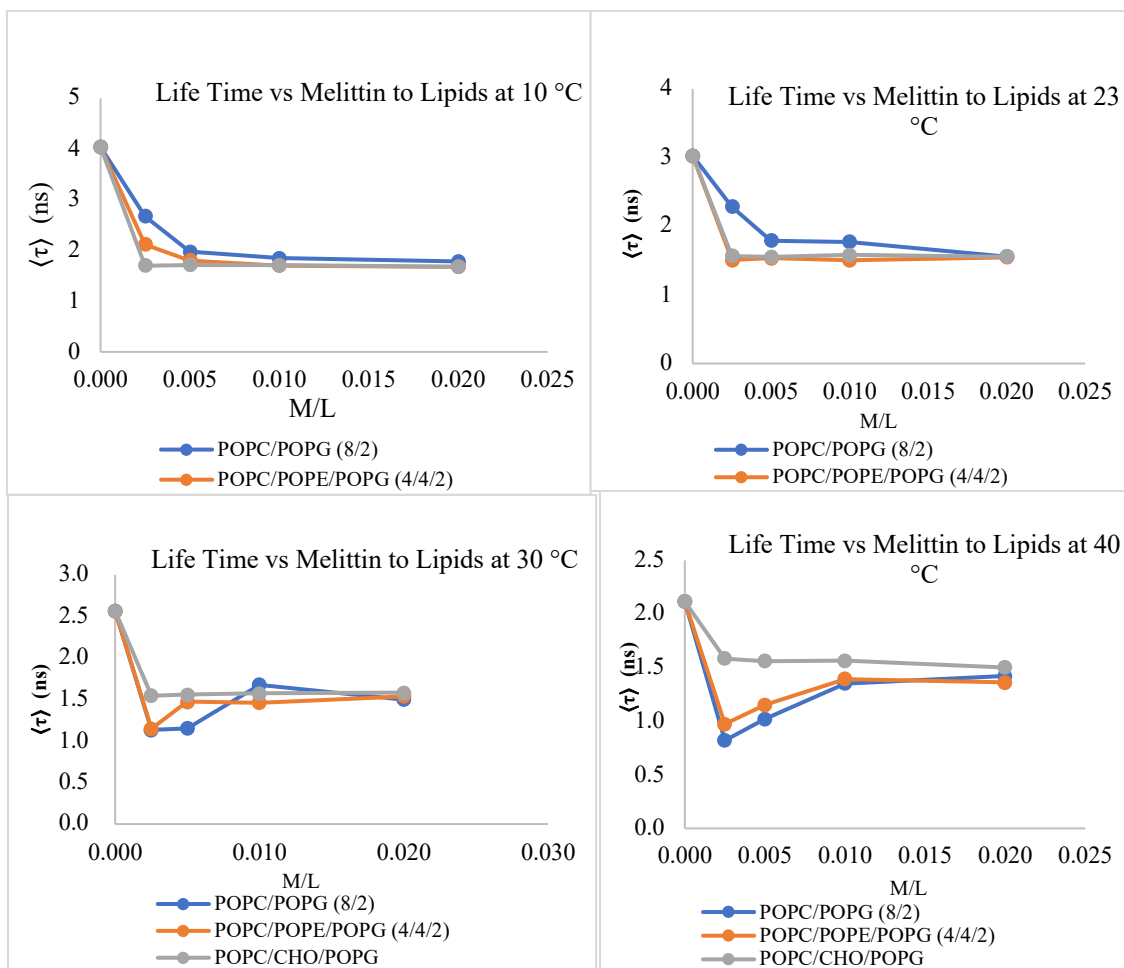 Life Time vs Melittin to Lipids at 10 °C
5
4
3
2
1
0
⟨τ⟩ (ns)
0.000 0.005 0.010 0.015 0.020 0.025
M/L
POPC/POPG (8/2)
POPC/POPE/POPG (4/4/2)
Life Time vs Melittin to Lipids at 23
°C
4
3
2
1
0
⟨τ⟩ (ns)
0.000 0.005 0.010 0.015 0.020 0.025
M/L
POPC/POPG (8/2)
POPC/POPE/POPG (4/4/2)
Life Time vs Melittin to Lipids at 30 °C
3.0
2.5
2.0
1.5
1.0
0.5
0.0
⟨τ⟩ (ns)
0.000 0.010 0.020 0.030
M/L
POPC/POPG (8/2)
POPC/POPE/POPG (4/4/2)
POPC/CHO/POPG
Life Time vs Melittin to Lipids at 40
°C
2.5
2.0
1.5
1.0
0.5
0.0
⟨τ⟩ (ns)
0.000 0.005 0.010 0.015 0.020 0.025
M/L
POPC/POPG (8/2)
POPC/POPE/POPG (4/4/2)
POPC/CHO/POPG